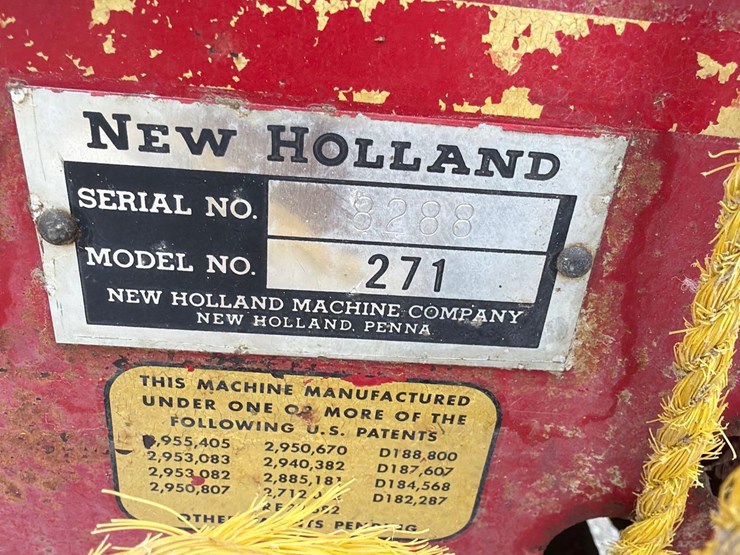 NEW HOLLAND
SERIAL NO. 8288
MODEL NO. 271
NEW HOLLAND MACHINE COMPANY
NEW HOLLAND, PENNA
THIS MACHINE MANUFACTURED
UNDER ONE OR MORE OF THE
FOLLOWING U.S. PATENTS
,955,405 2,950,670 D188,800
2,953,083 2,940,382 D187,607
2,953,082 2,885,181 D184,568
2,950,807 D182,287
PENDING